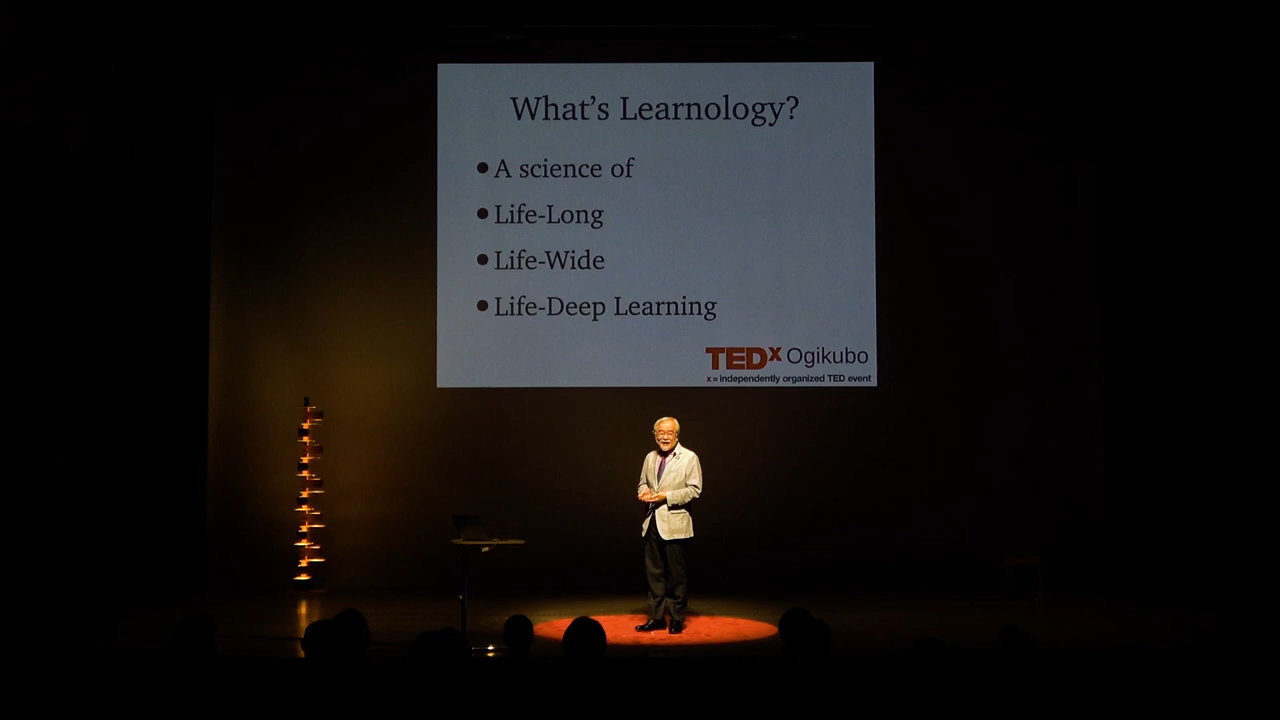 What's Learnology?
• A science of
• Life-Long
• Life-Wide
• Life-Deep Learning
TEDx Ogikubo
x = independently organized TED event